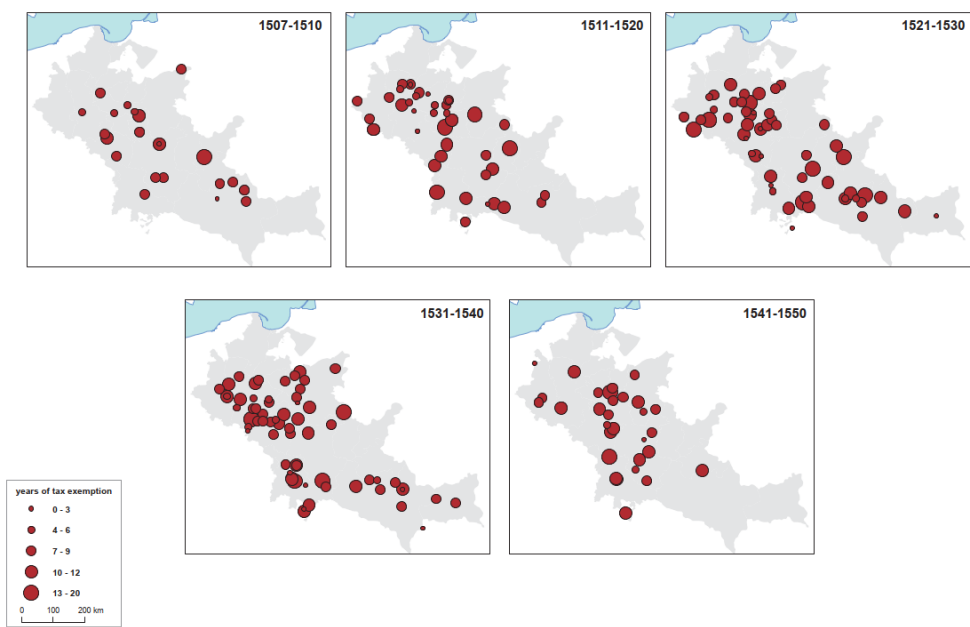 1507-1510
1511-1520
1521-1530
1531-1540
1541-1550
years of tax exemption
0 - 3
4 - 6
7 - 9
10 - 12
13 - 20
0 100 200 km